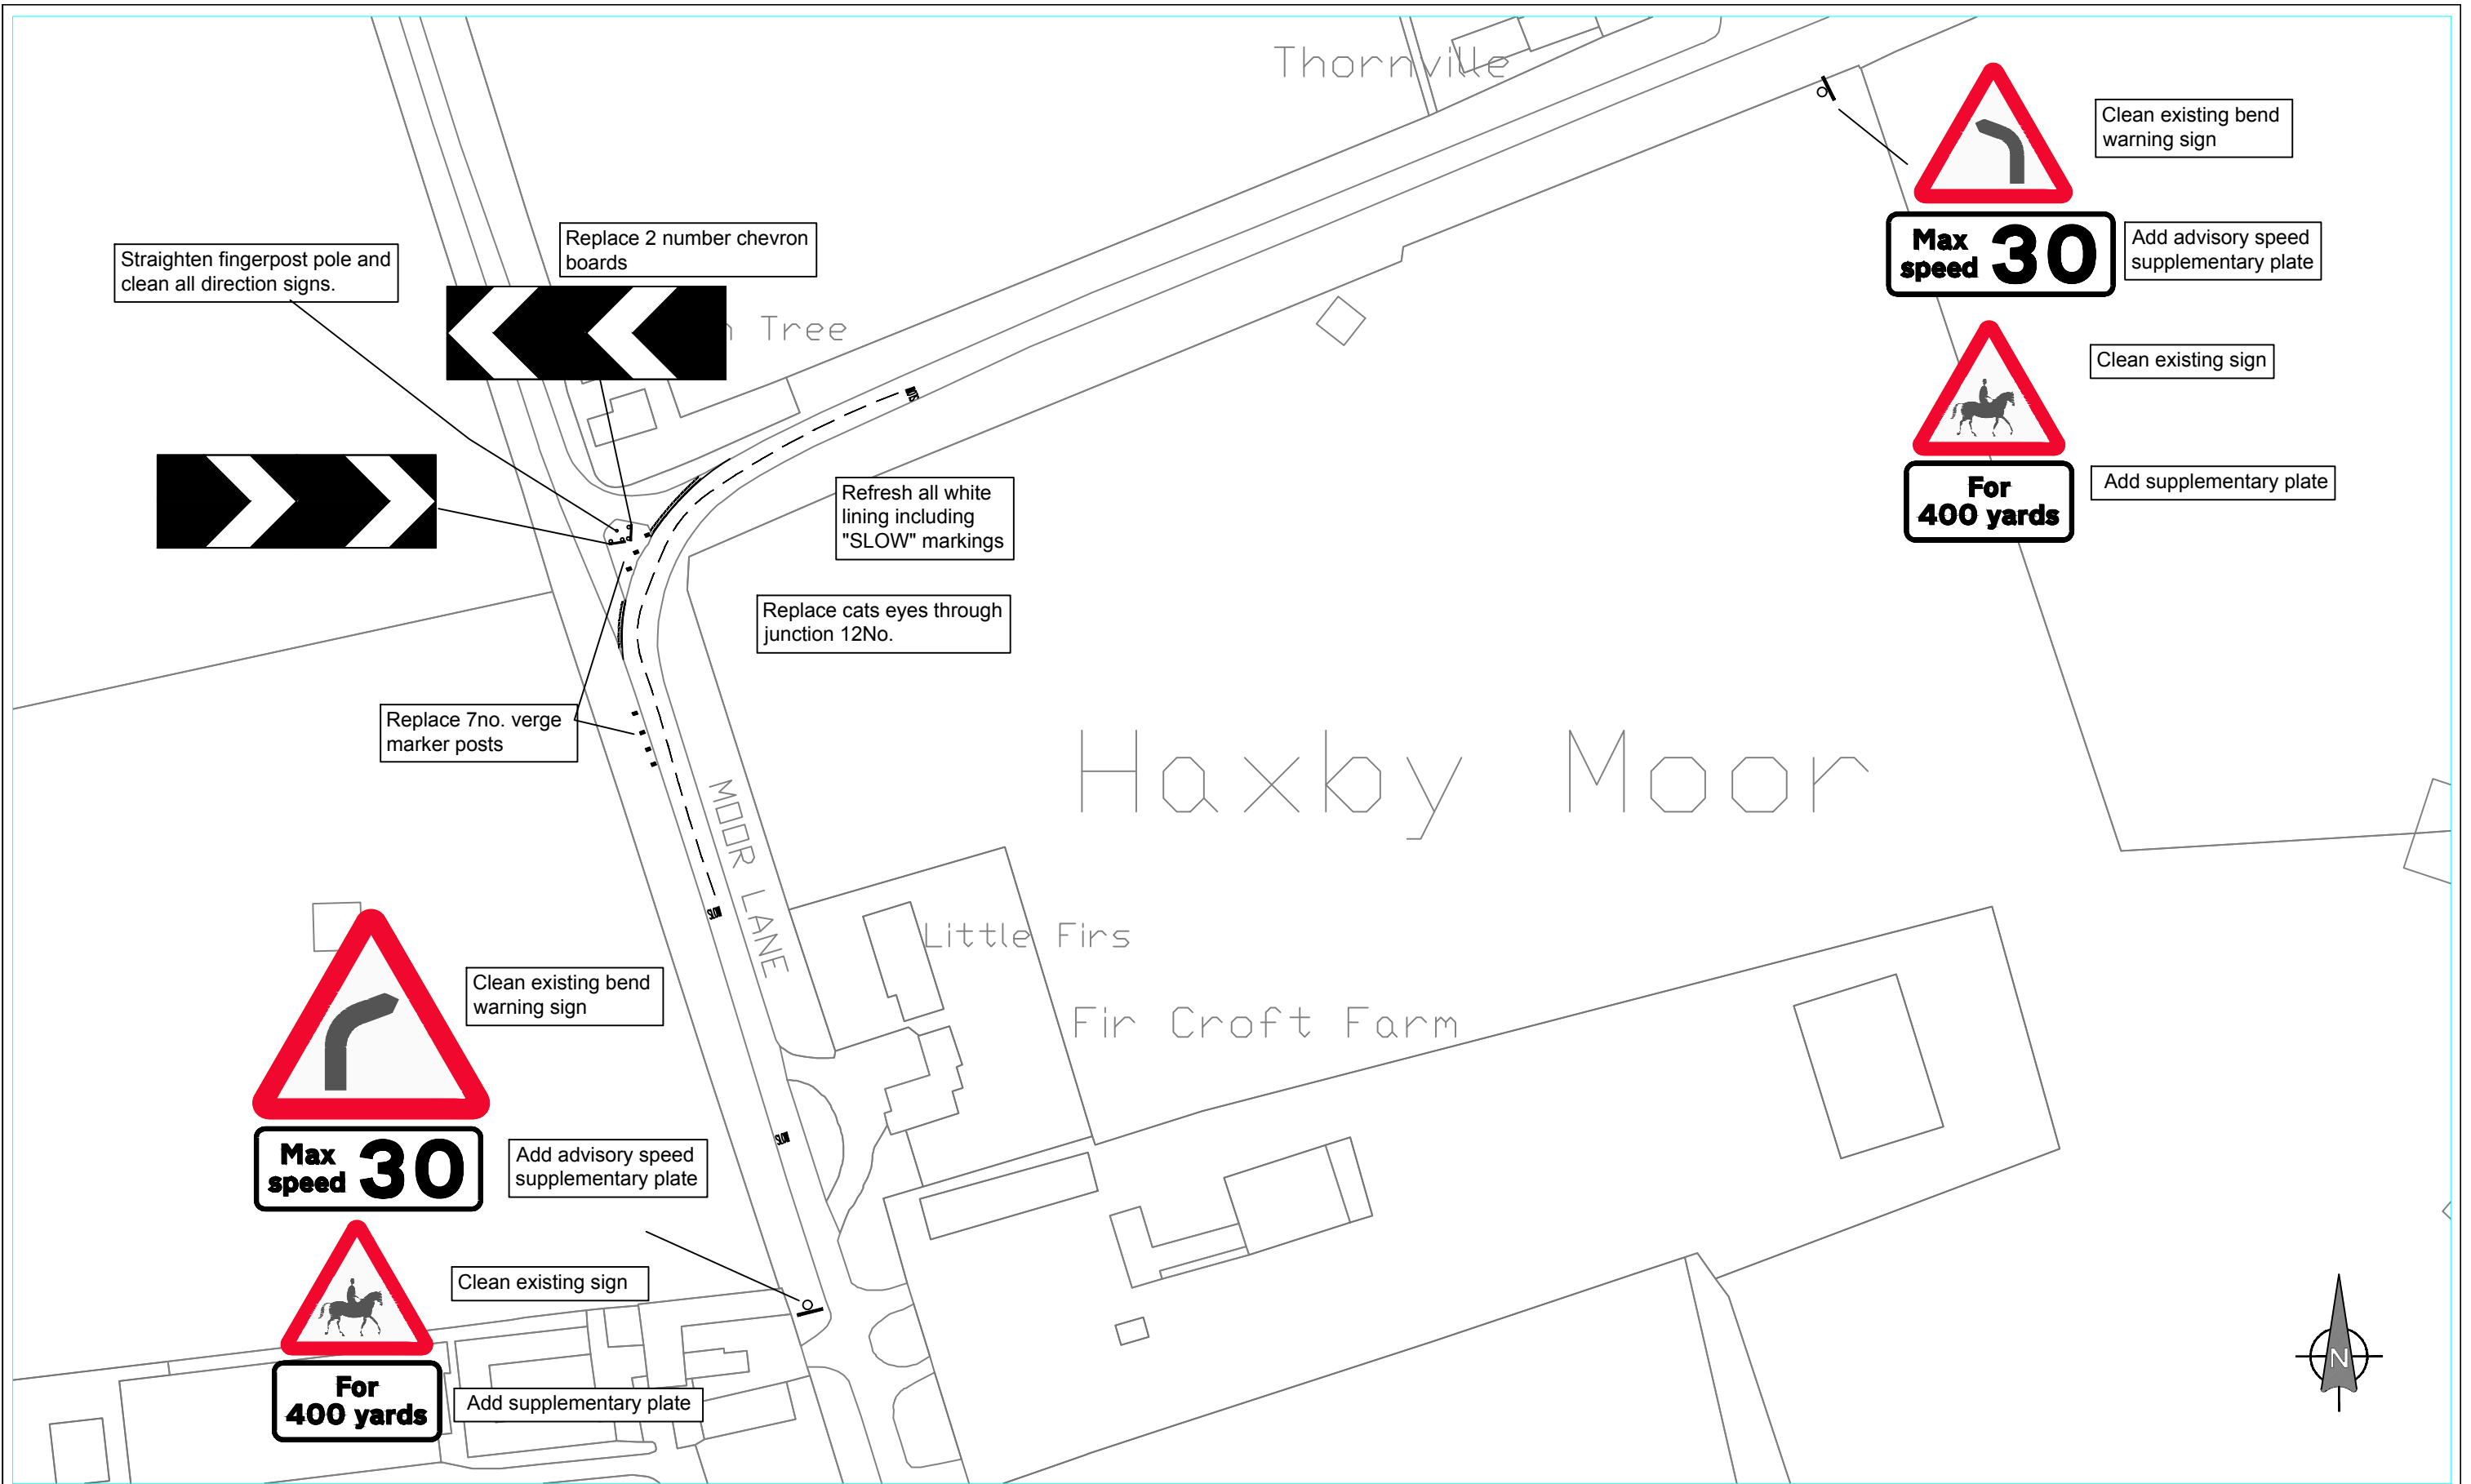 Thornville
Clean existing bend
warning sign
Max
speed 30
Add advisory speed
supplementary plate
Clean existing sign
For
400 yards
Add supplementary plate
Replace 2 number chevron
boards
Straighten fingerpost pole and
clean all direction signs.
Tree
Refresh all white
lining including
"SLOW" markings
Replace cats eyes through
junction 12No.
Replace 7no. verge
marker posts
Haxby Moor
MOOR LANE
SLOW
SLOW
SLOW
Little Firs
Fir Croft Farm
Clean existing bend
warning sign
Max
speed 30
Add advisory speed
supplementary plate
Clean existing sign
For
400 yards
Add supplementary plate
N